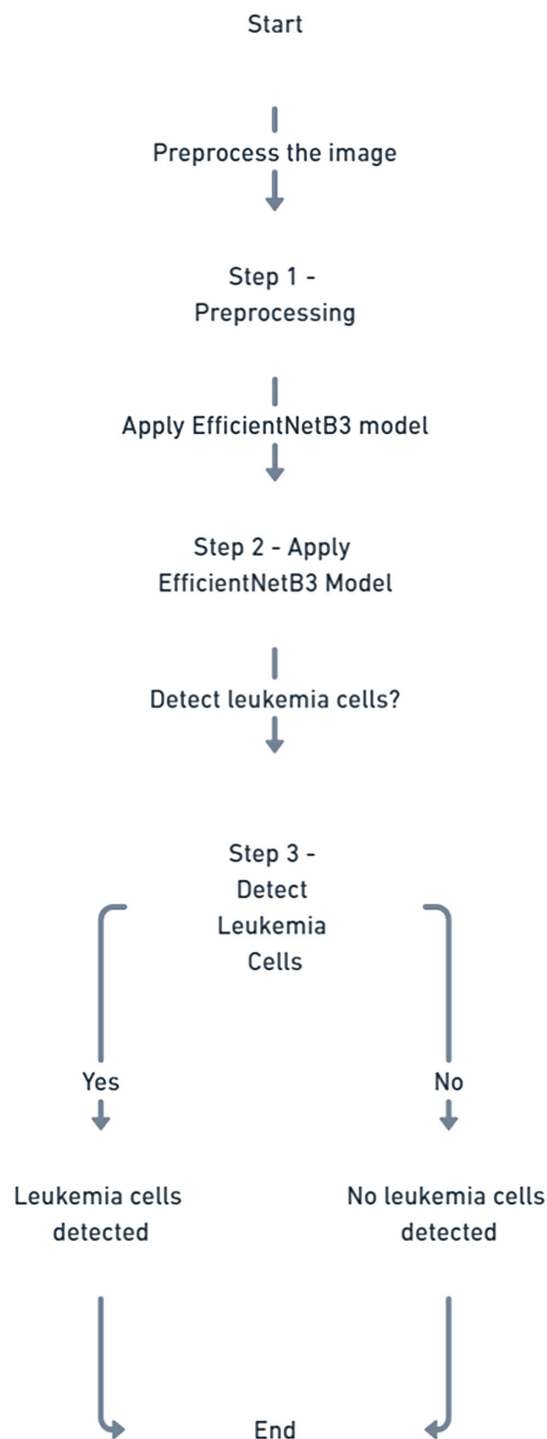 Start
Preprocess the image
Step 1 -
Preprocessing
Apply EfficientNetB3 model
Step 2 - Apply
EfficientNetB3 Model
Detect leukemia cells?
Step 3 -
Detect
Leukemia
Cells
Yes
No
Leukemia cells
detected
No leukemia cells
detected
End